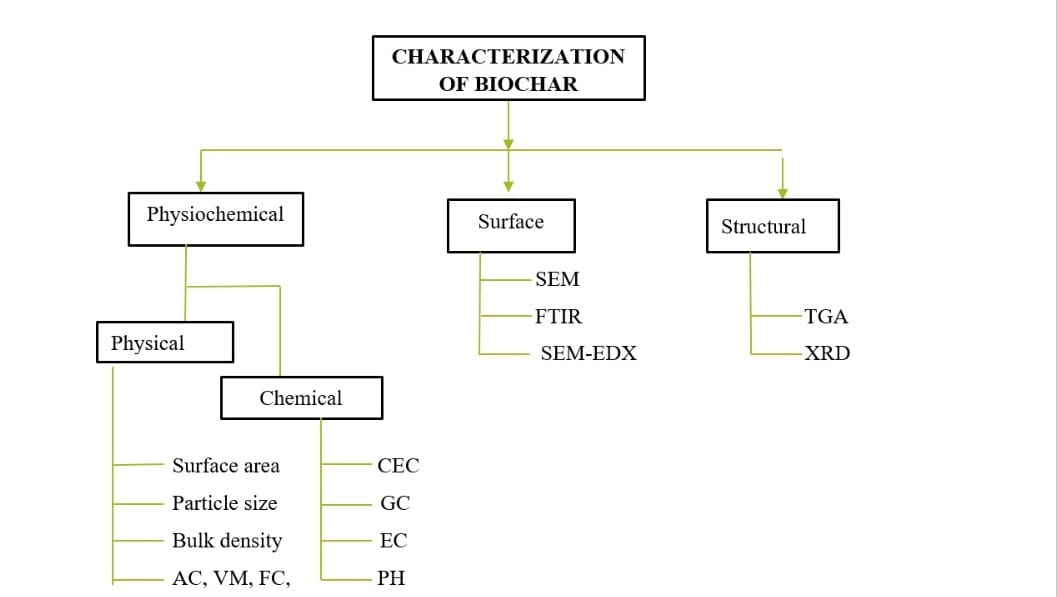 CHARACTERIZATION
OF BIOCHAR
Physiochemical
Surface
Structural
SEM
FTIR
SEM-EDX
TGA
XRD
Physical
Chemical
Surface area
Particle size
Bulk density
AC, VM, FC,
CEC
GC
EC
PH